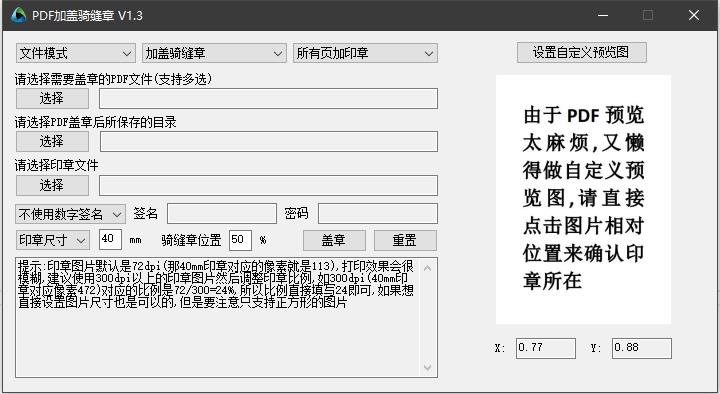 PDF加盖骑缝章 V1.3
文件模式 加盖骑缝章 所有页加印章 设置自定义预览图
请选择需要盖章的PDF文件(支持多选)
选择
请选择PDF盖章后所保存的目录
选择
请选择印章文件
选择
不使用数字签名 签名 密码
印章尺寸 40 mm 骑缝章位置 50 % 盖章 重置
提示:印章图片默认是72dpi(那40mm印章对应的像素就是113),打印效果会很
模糊,建议使用300dpi以上的印章图片然后调整印章比例,如300dpi(40mm印
章对应像素472)对应的比例是72/300=24%,所以比例直接填写24即可,如果想
直接设置图片尺寸也是可以的,但是要注意只支持正方形的图片
由于 PDF 预览
太麻烦,又懒
得做自定义预
览图,请直接
点击图片相对
位置来确认印
章所在
X: 0.77 Y: 0.88